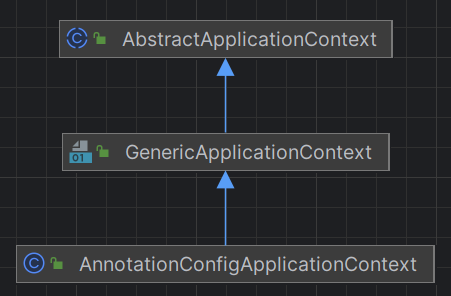 AbstractApplicationContext
GenericApplicationContext
AnnotationConfigApplicationContext